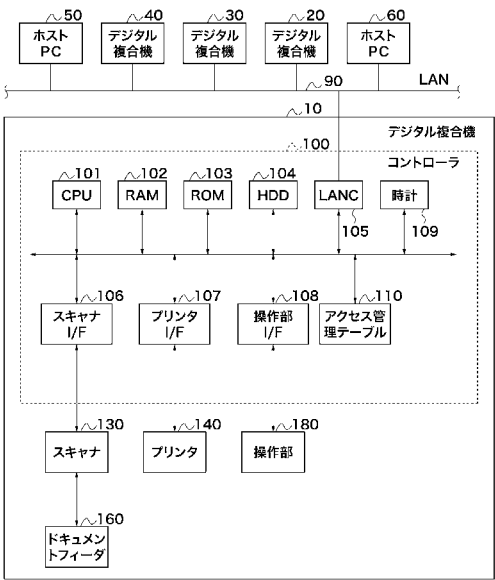 50 40 30 20 60
ホスト
PC
デジタル
複合機
デジタル
複合機
デジタル
複合機
ホスト
PC
90
LAN
10
デジタル複合機
100
コントローラ
101 102 103 104
CPU RAM ROM HDD LANC 時計
105 109
106 107 108 110
スキャナ
I/F
プリンタ
I/F
操作部
I/F
アクセス管
理テーブル
130 140 180
スキャナ プリンタ 操作部
160
ドキュメン
トフィーダ